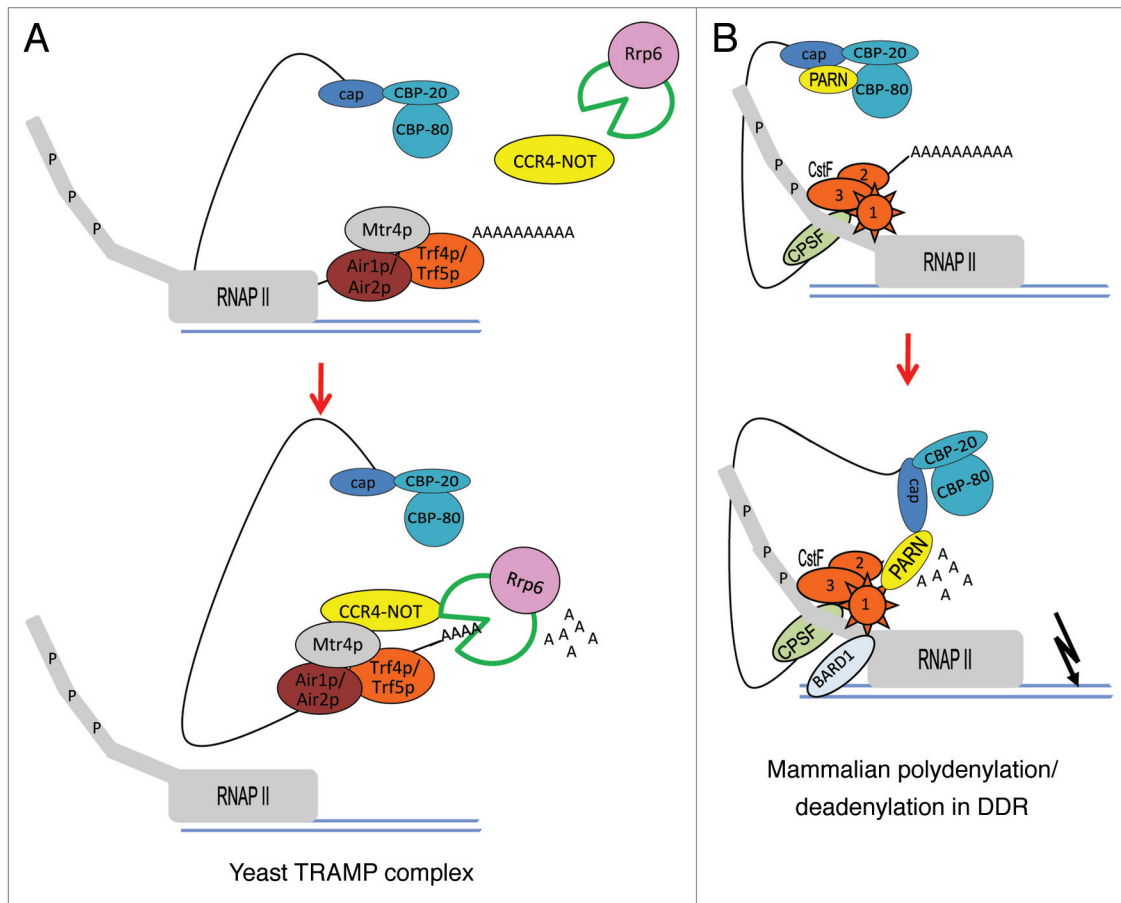 A
cap
CBP-20
CBP-80
Rrp6
CCR4-NOT
P
P
P
Mtr4p
Air1p/
Air2p
Trf4p/
Trf5p
AAAAAAAAAA
RNAP II
cap
CBP-20
CBP-80
CCR4-NOT
Rrp6
Mtr4p
Air1p/
Air2p
Trf4p/
Trf5p
AAAA
A
A
A
A
A
A
P
P
P
RNAP II
Yeast TRAMP complex
B
cap
CBP-20
PARN
CBP-80
P
P
P
CstF
2
3
1
AAAAAAAAAA
CPSF
RNAP II
CBP-20
cap
CBP-80
P
P
P
CstF
2
3
1
PARN
A
A
A
A
A
CPSF
BARD1
RNAP II
Mammalian polydenylation/
deadenylation in DDR